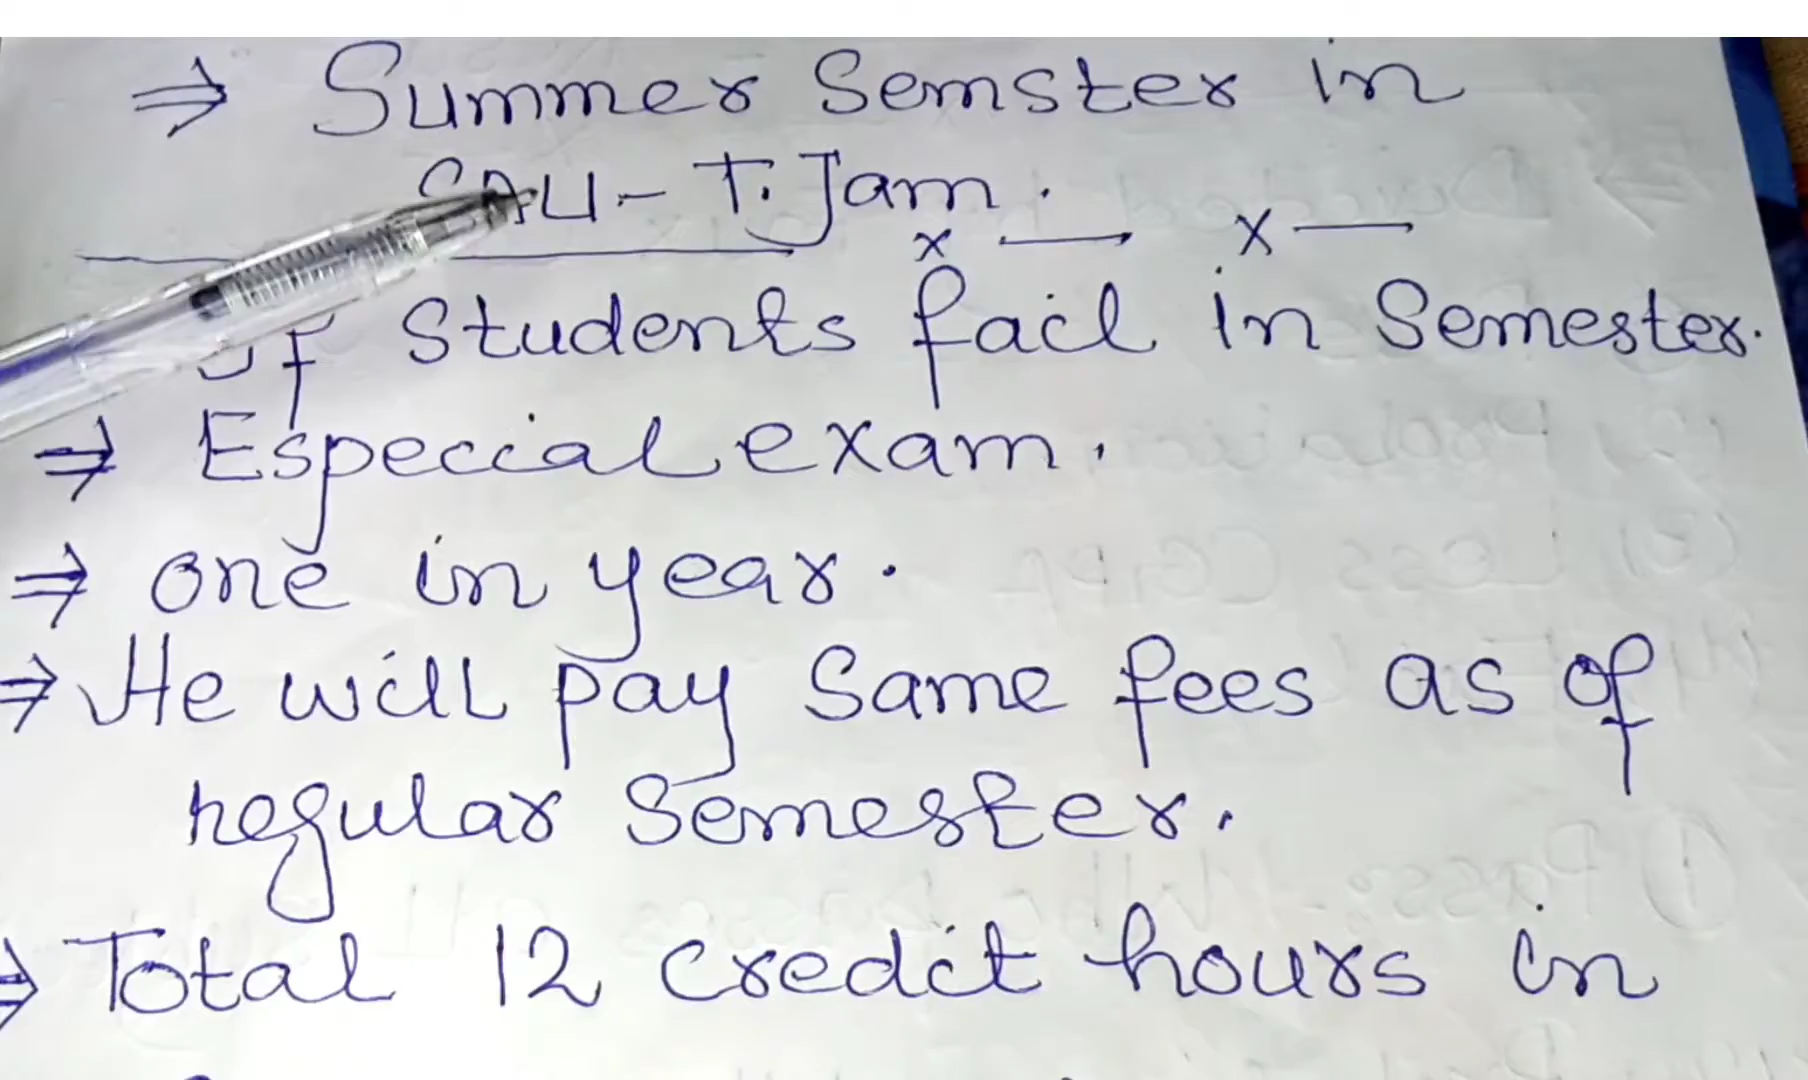 ⇒ Summer Semster in
SAU - T. Jam.
x — x —
If Students fail in Semester.
⇒ Especial exam.
⇒ one in year.
⇒ He will pay Same fees as of
regular Semester.
⇒ Total 12 credit hours in